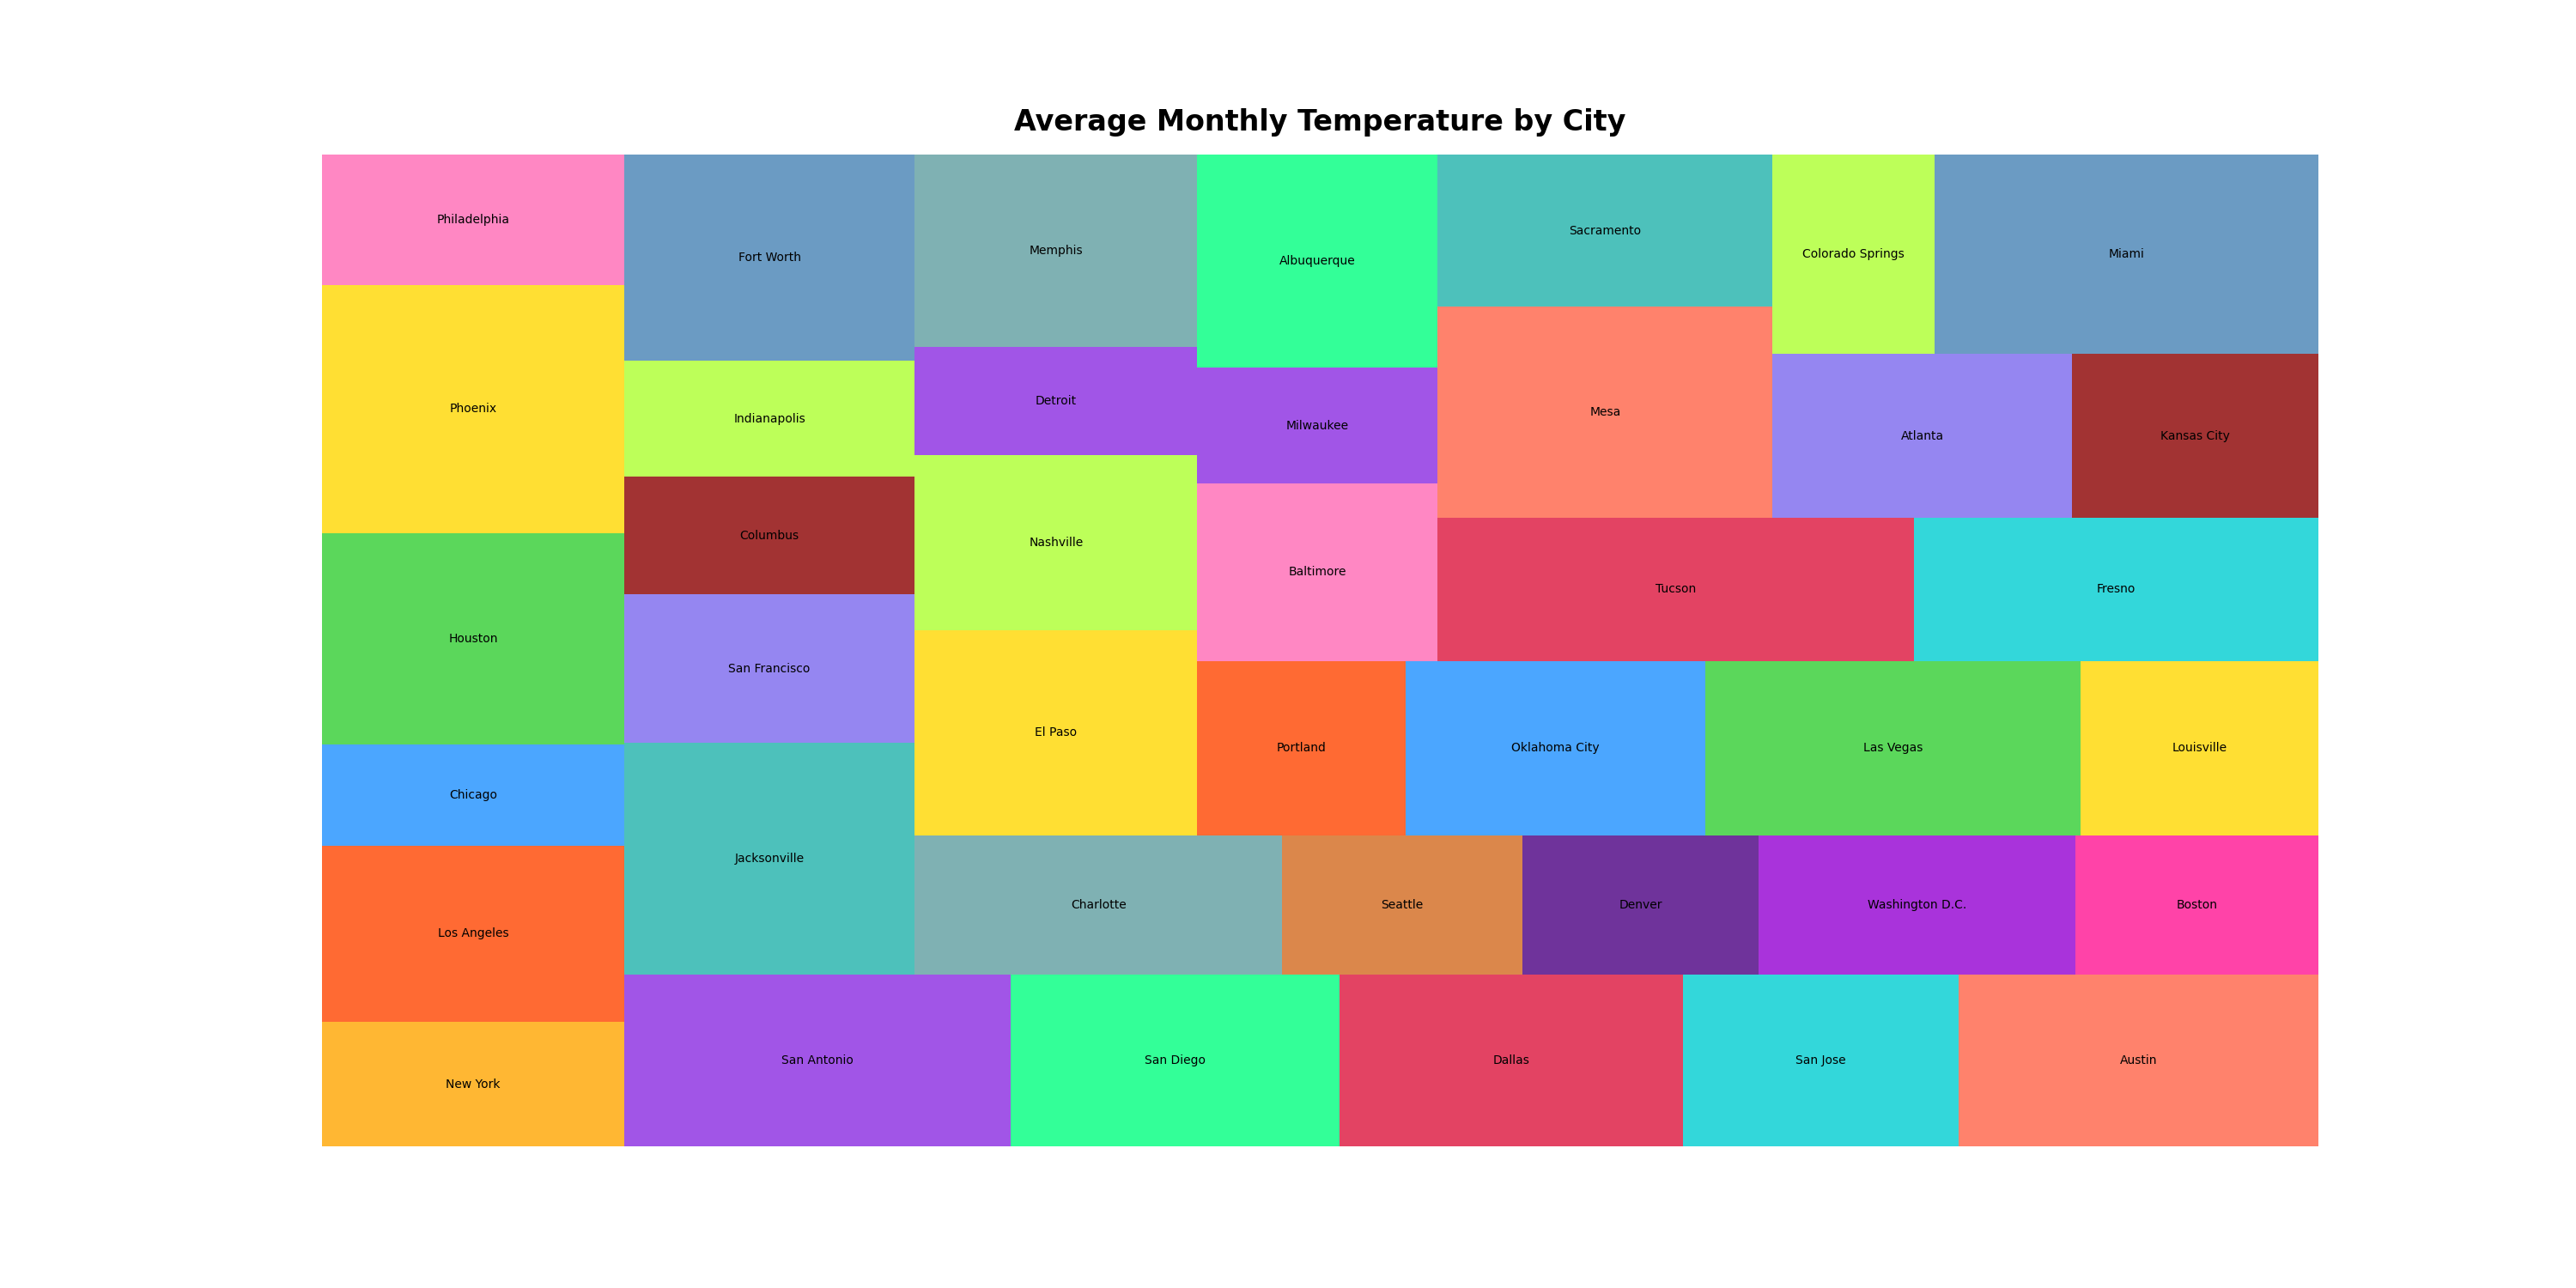 Average Monthly Temperature by City
Philadelphia
Phoenix
Houston
Chicago
Los Angeles
New York
Fort Worth
Indianapolis
Columbus
San Francisco
Jacksonville
Memphis
Detroit
Nashville
El Paso
Albuquerque
Milwaukee
Baltimore
Sacramento
Mesa
Colorado Springs
Miami
Atlanta
Kansas City
Tucson
Fresno
Portland
Oklahoma City
Las Vegas
Louisville
Charlotte
Seattle
Denver
Washington D.C.
Boston
San Antonio
San Diego
Dallas
San Jose
Austin